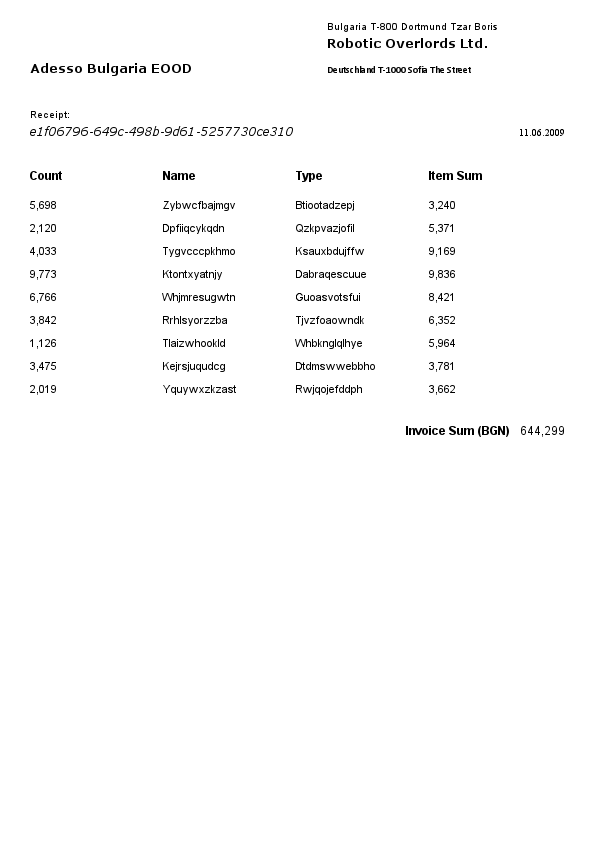 Bulgaria T-800 Dortmund Tzar Boris
Robotic Overlords Ltd.
Adesso Bulgaria EOOD
Deutschland T-1000 Sofia The Street
Receipt:
e1f06796-649c-498b-9d61-5257730ce310
11.06.2009
Count Name Type Item Sum
5,698 Zybwcfbajmgv Btiootadzepj 3,240
2,120 Dpfiiqcykqdn Qzkpvazjofil 5,371
4,033 Tygvcccpkhmo Ksauxbdujffw 9,169
9,773 Ktontxyatnjy Dabraqescuue 9,836
6,766 Whjmresugwtn Guoasvotsfui 8,421
3,842 Rrhlsyorzzba Tjvzfoaowndk 6,352
1,126 Tlaizwhookld Whbknglqlhye 5,964
3,475 Kejrsjuqudcg Dtdmswwebbho 3,781
2,019 Yquywxzkzast Rwjqojefddph 3,662
Invoice Sum (BGN) 644,299